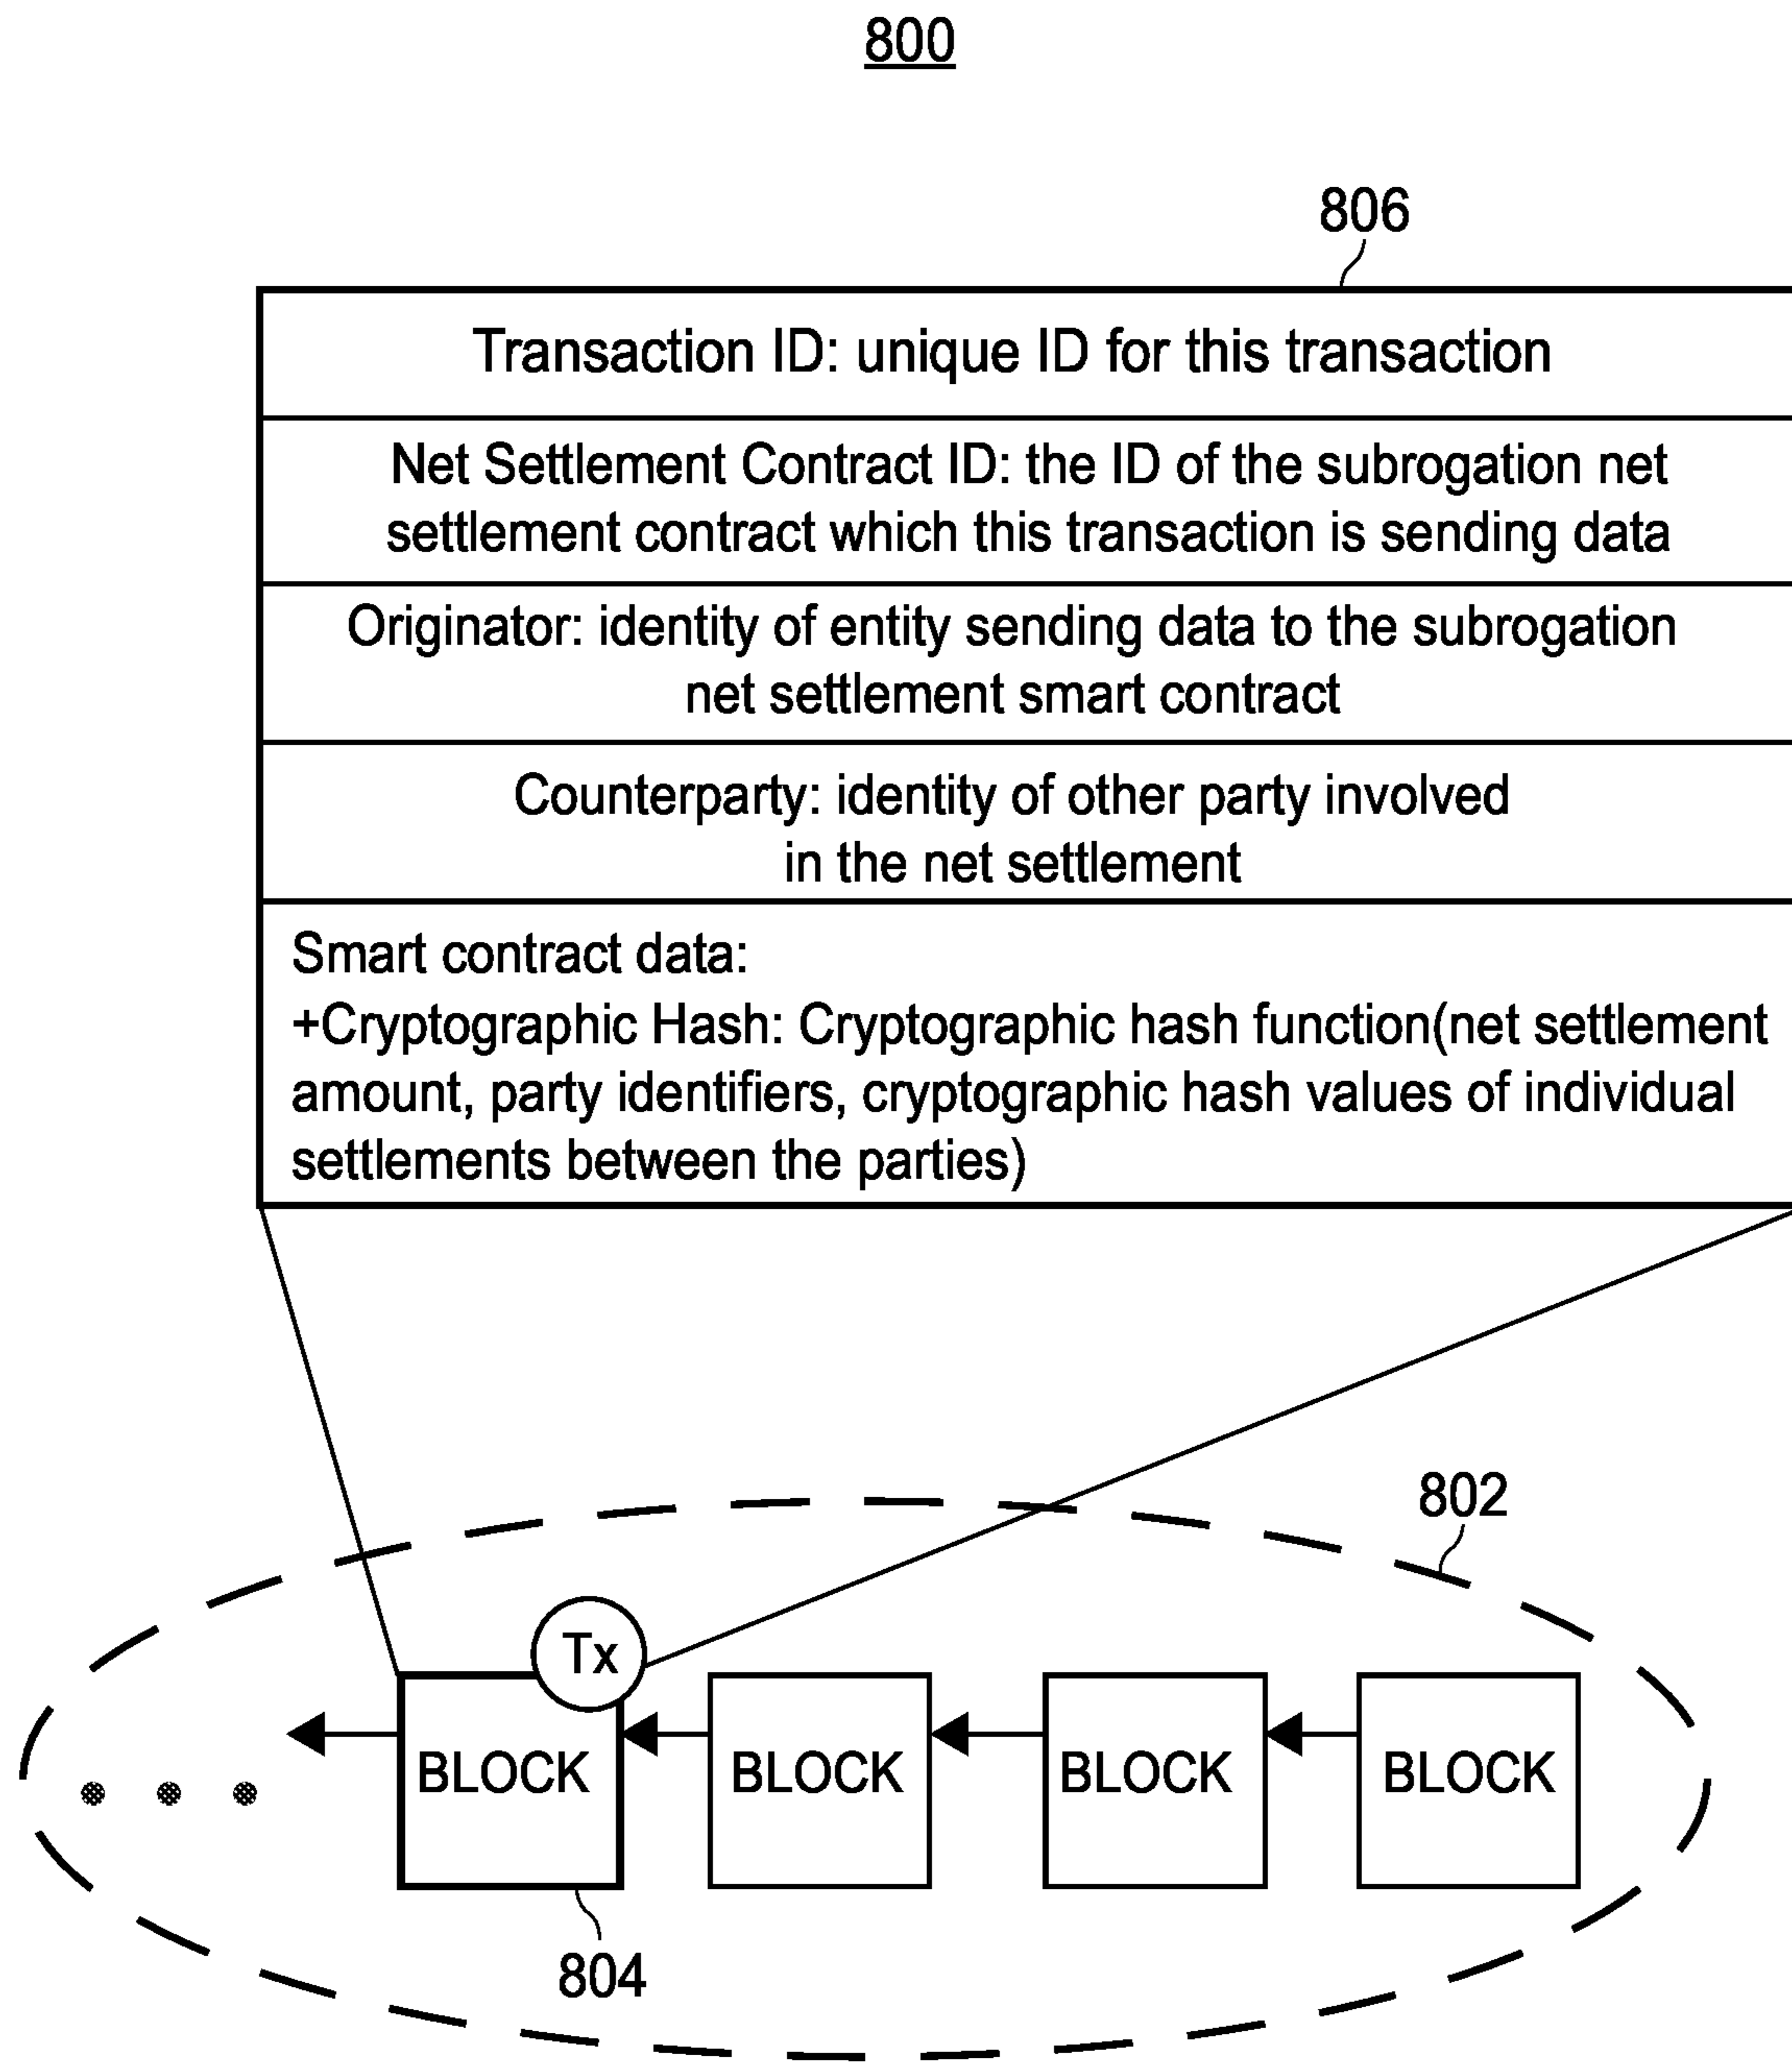 800
806
Transaction ID: unique ID for this transaction
Net Settlement Contract ID: the ID of the subrogation net
settlement contract which this transaction is sending data
Originator: identity of entity sending data to the subrogation
net settlement smart contract
Counterparty: identity of other party involved
in the net settlement
Smart contract data:
+Cryptographic Hash: Cryptographic hash function(net settlement
amount, party identifiers, cryptographic hash values of individual
settlements between the parties)
802
Tx
BLOCK
BLOCK
BLOCK
BLOCK
804